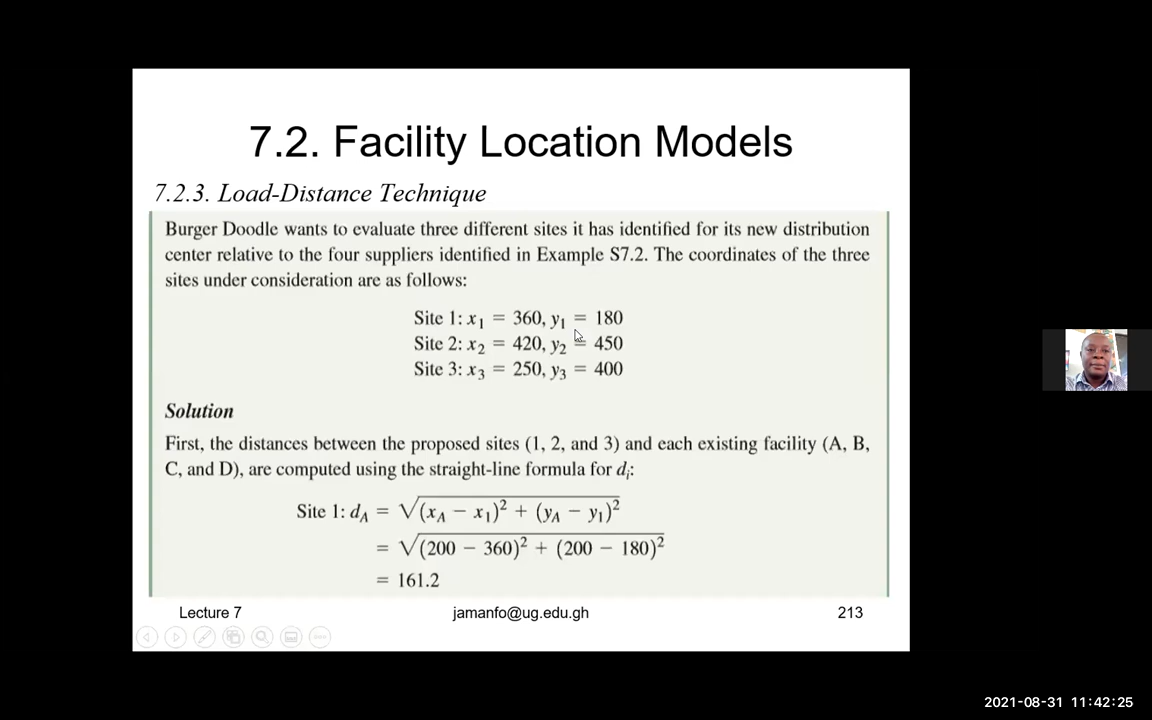 7.2. Facility Location Models
7.2.3. Load-Distance Technique
Burger Doodle wants to evaluate three different sites it has identified for its new distribution
center relative to the four suppliers identified in Example S7.2. The coordinates of the three
sites under consideration are as follows:
Site 1: x₁ = 360, y₁ = 180
Site 2: x₂ = 420, y₂ = 450
Site 3: x₃ = 250, y₃ = 400
Solution
First, the distances between the proposed sites (1, 2, and 3) and each existing facility (A, B,
C, and D), are computed using the straight-line formula for dᵢ:
Site 1: d_A = √(x_A − x₁)² + (y_A − y₁)²
= √(200 − 360)² + (200 − 180)²
= 161.2
Lecture 7 jamanfo@ug.edu.gh 213
2021-08-31 11:42:25